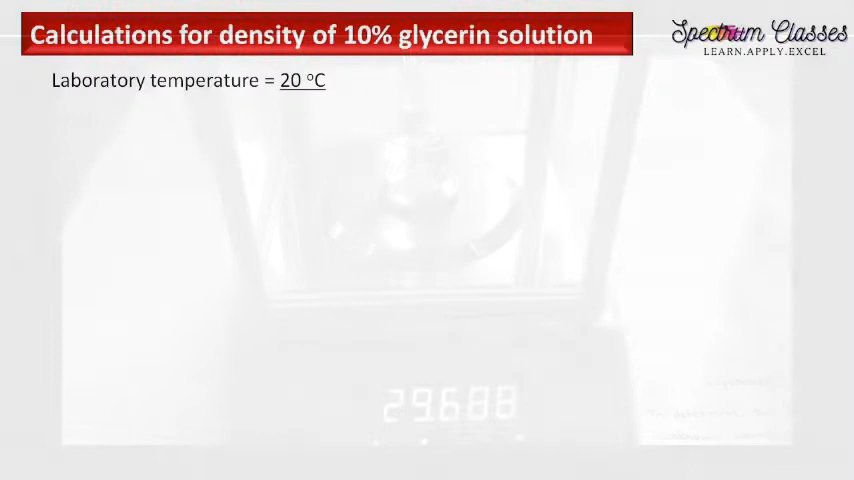 Calculations for density of 10% glycerin solution
Spectrum Classes
LEARN.APPLY.EXCEL
Laboratory temperature = 20 °C
29.688